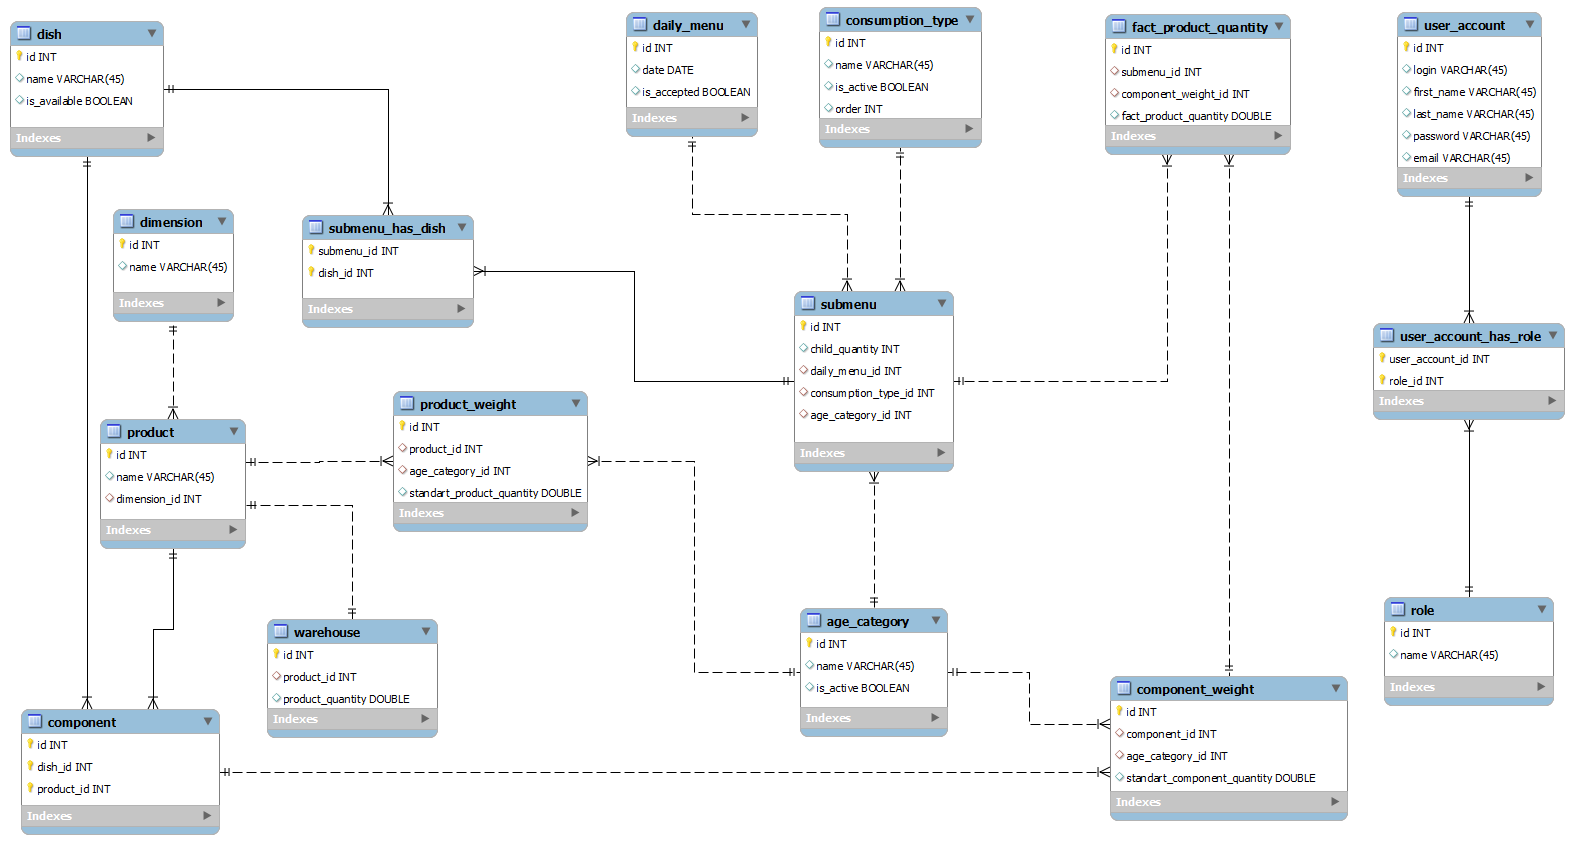 dish
id INT
name VARCHAR(45)
is_available BOOLEAN
Indexes
daily_menu
id INT
date DATE
is_accepted BOOLEAN
Indexes
consumption_type
id INT
name VARCHAR(45)
is_active BOOLEAN
order INT
Indexes
fact_product_quantity
id INT
submenu_id INT
component_weight_id INT
fact_product_quantity DOUBLE
Indexes
user_account
id INT
login VARCHAR(45)
first_name VARCHAR(45)
last_name VARCHAR(45)
password VARCHAR(45)
email VARCHAR(45)
Indexes
dimension
id INT
name VARCHAR(45)
Indexes
submenu_has_dish
submenu_id INT
dish_id INT
Indexes
submenu
id INT
child_quantity INT
daily_menu_id INT
consumption_type_id INT
age_category_id INT
Indexes
user_account_has_role
user_account_id INT
role_id INT
Indexes
product
id INT
name VARCHAR(45)
dimension_id INT
Indexes
product_weight
id INT
product_id INT
age_category_id INT
standart_product_quantity DOUBLE
Indexes
warehouse
id INT
product_id INT
product_quantity DOUBLE
Indexes
age_category
id INT
name VARCHAR(45)
is_active BOOLEAN
Indexes
role
id INT
name VARCHAR(45)
Indexes
component
id INT
dish_id INT
product_id INT
Indexes
component_weight
id INT
component_id INT
age_category_id INT
standart_component_quantity DOUBLE
Indexes